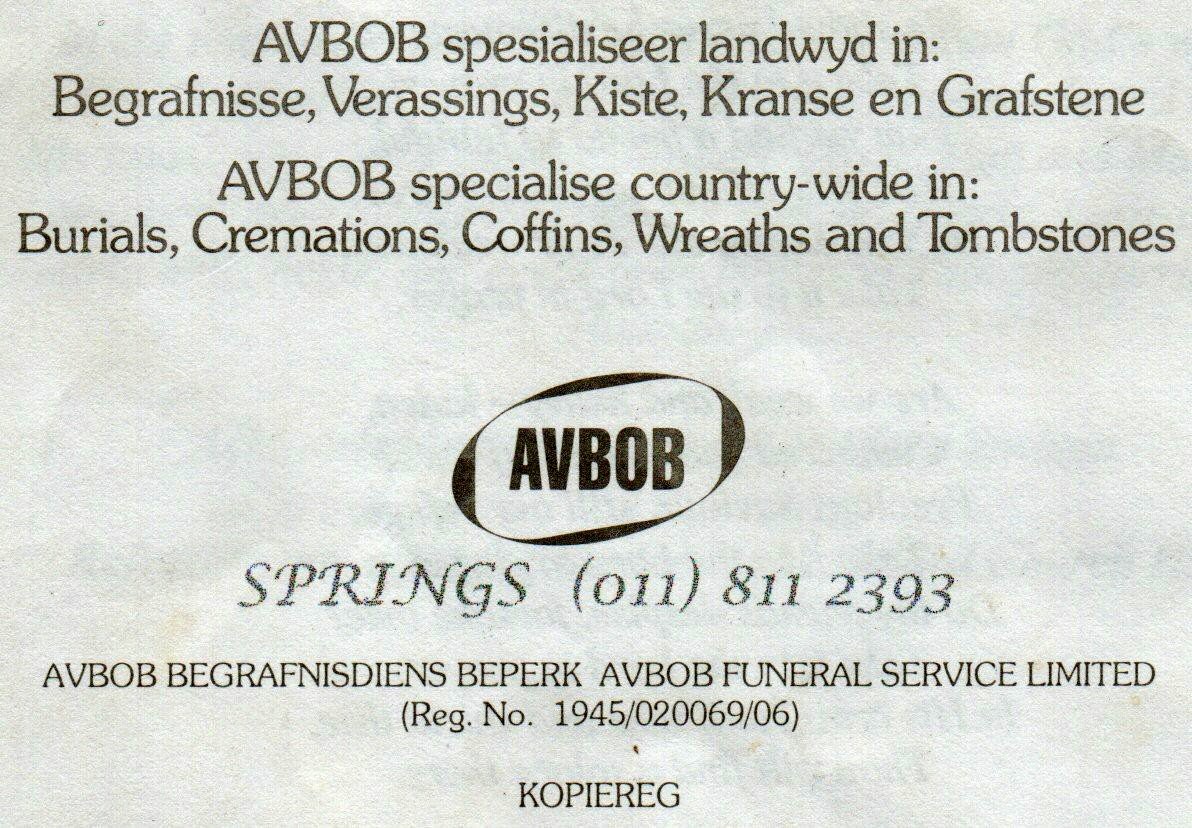 AVBOB spesialiseer landwyd in:
Begrafnisse, Verassings, Kiste, Kranse en Grafstene
AVBOB specialise country-wide in:
Burials, Cremations, Coffins, Wreaths and Tombstones
AVBOB
SPRINGS (011) 811 2393
AVBOB BEGRAFNISDIENS BEPERK AVBOB FUNERAL SERVICE LIMITED
(Reg. No. 1945/020069/06)
KOPIEREG